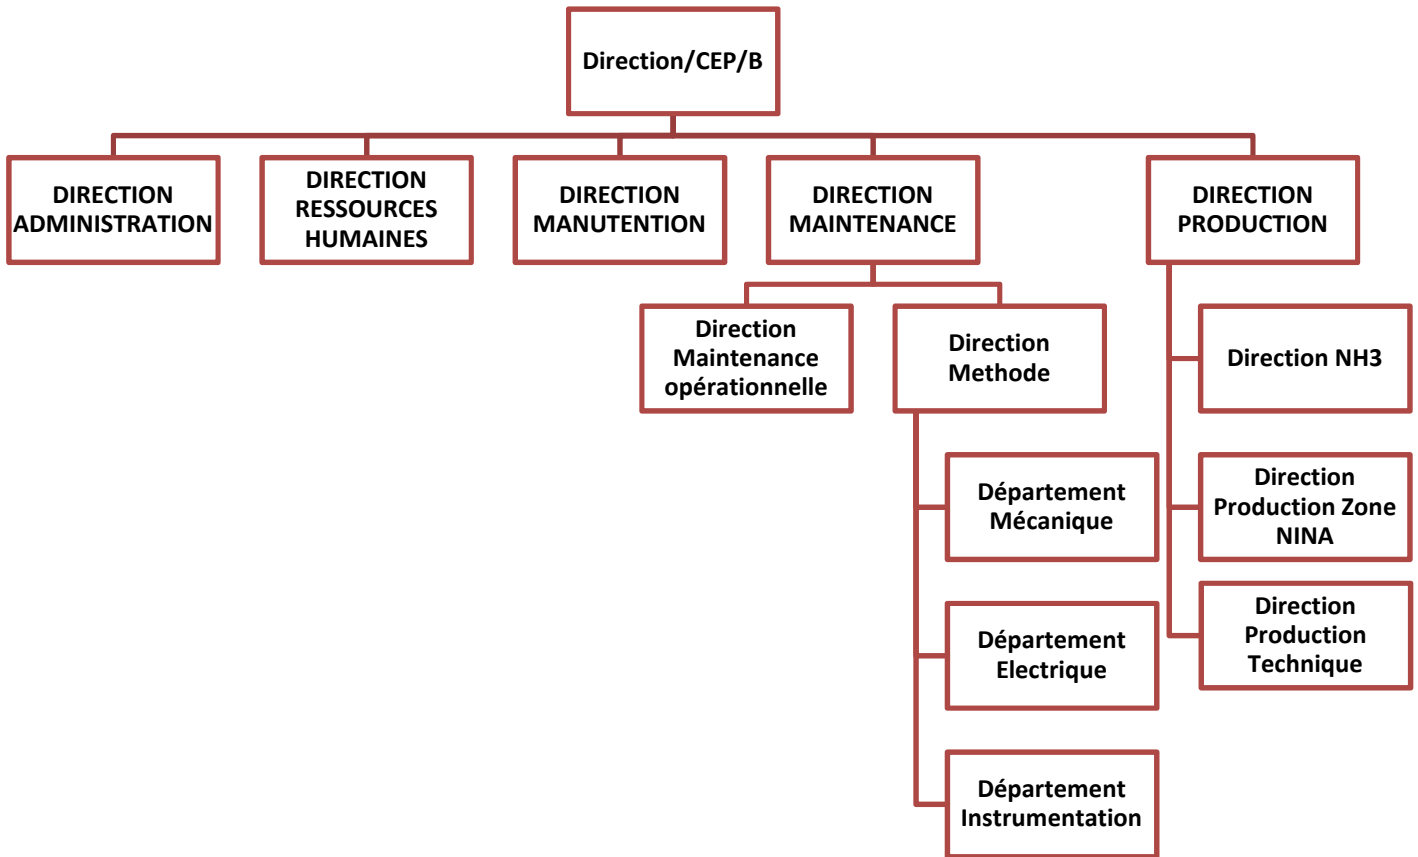 Direction/CEP/B
DIRECTION
ADMINISTRATION
DIRECTION
RESSOURCES
HUMAINES
DIRECTION
MANUTENTION
DIRECTION
MAINTENANCE
DIRECTION
PRODUCTION
Direction
Maintenance
opérationnelle
Direction
Methode
Département
Mécanique
Département
Electrique
Département
Instrumentation
Direction NH3
Direction
Production Zone
NINA
Direction
Production
Technique